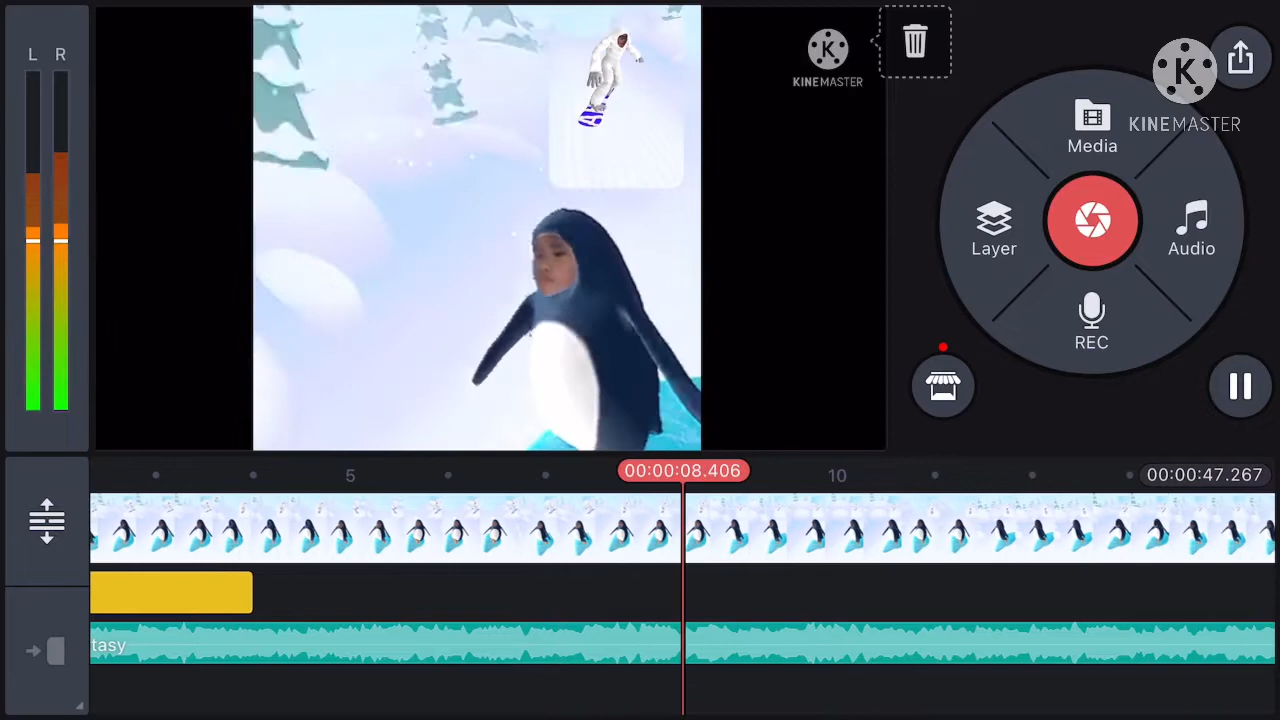 L R
KINEMASTER
KINEMASTER
Media
Layer
Audio
REC
5
00:00:08.406
10
00:00:47.267
tasy